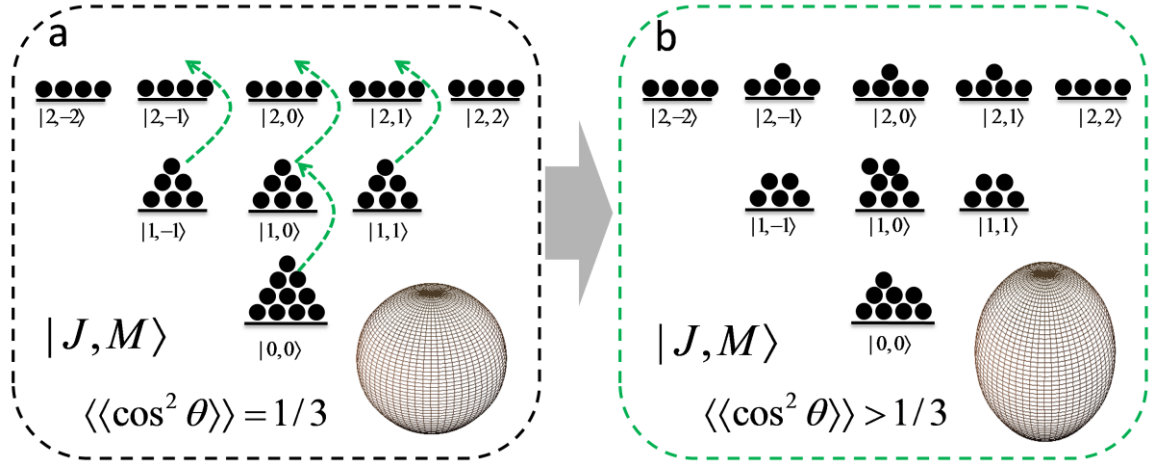 a
|2,−2⟩ |2,−1⟩ |2,0⟩ |2,1⟩ |2,2⟩
|1,−1⟩ |1,0⟩ |1,1⟩
|0,0⟩
|J,M⟩
⟨⟨cos² θ⟩⟩ = 1/3
b
|2,−2⟩ |2,−1⟩ |2,0⟩ |2,1⟩ |2,2⟩
|1,−1⟩ |1,0⟩ |1,1⟩
|0,0⟩
|J,M⟩
⟨⟨cos² θ⟩⟩ > 1/3